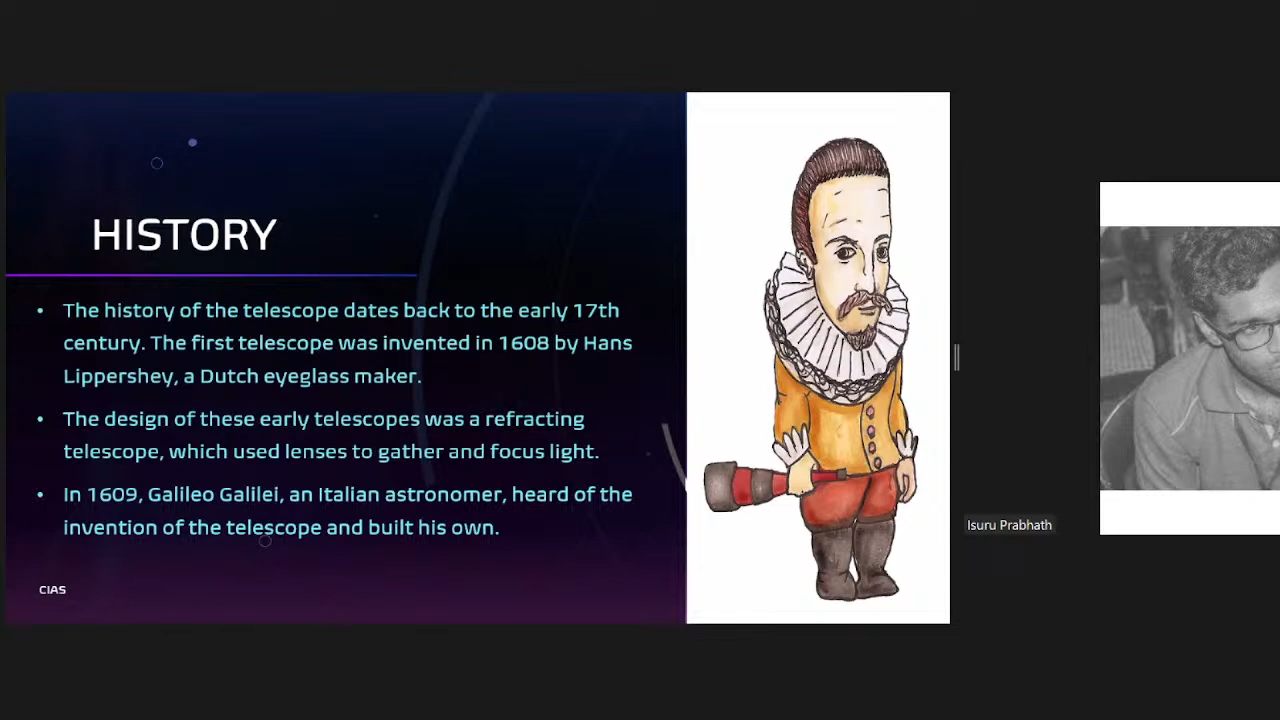 HISTORY
• The history of the telescope dates back to the early 17th
century. The first telescope was invented in 1608 by Hans
Lippershey, a Dutch eyeglass maker.
• The design of these early telescopes was a refracting
telescope, which used lenses to gather and focus light.
• In 1609, Galileo Galilei, an Italian astronomer, heard of the
invention of the telescope and built his own.
CIAS
Isuru Prabhath